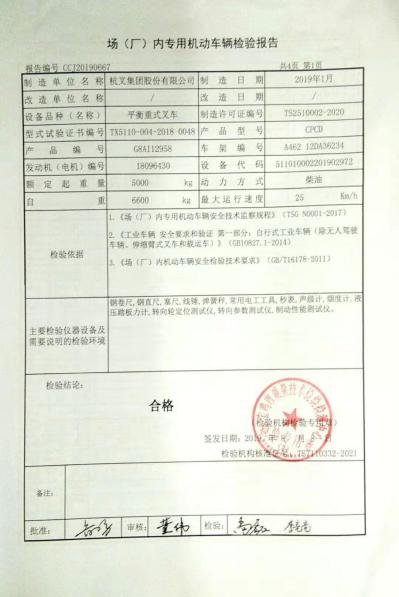 场（厂）内专用机动车辆检验报告
报告编号 CCJ20190667 共4页 第1页
制造单位名称 杭叉集团股份有限公司 制造日期 2019年1月
改造单位名称 / 改造日期 /
设备品种（名称） 平衡重式叉车 制造许可证编号 TS2510002-2020
型式试验证书编号 TX5110-004-2018 0048 产品型号 CPCD
产品编号 G8AI12958 车架编号 A462 12DA36234
发动机（电机）编号 18096430 设备代码 511010002201902972
额定起重量 5000 kg 动力方式 柴油
自重 6600 kg 最大运行速度 25 Km/h
检验依据
1.《场（厂）内专用机动车辆安全技术监察规程》（TSG N0001-2017）
2.《工业车辆 安全要求和验证 第一部分：自行式工业车辆（除无人驾驶
车辆、伸缩臂式叉车和载运车）》（GB10827.1-2014）
3.《场（厂）内机动车辆安全检验技术要求》（GB/T16178-2011）
主要检验仪器设备及
需要说明的检验环境
钢卷尺,钢直尺,塞尺,线锤,弹簧秤,常用电工工具,秒表,声级计,烟度计,液
压踏板力计,转向轮定位测试仪,转向参数测试仪,制动性能测试仪。
检验结论：
合格
（检验机构检验专用章）
签发日期：2019年8月8日
检验机构核准证号：TS7110332-2021
备注：
批准： 审核： 董伟 检验：